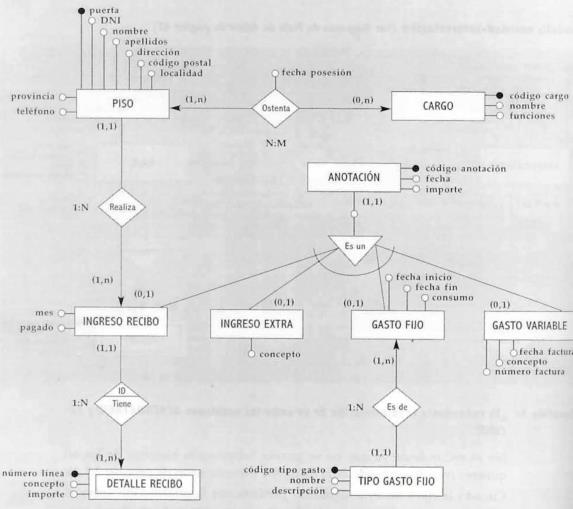 puerta
DNI
nombre
apellidos
dirección
código postal
localidad
provincia
teléfono
PISO
(1,n)
fecha posesión
Ostenta
N:M
(0,n)
CARGO
código cargo
nombre
funciones
(1,1)
1:N
Realiza
(1,n)
ANOTACIÓN
código anotación
fecha
importe
(1,1)
Es un
(0,1)
mes
pagado
INGRESO RECIBO
(0,1)
INGRESO EXTRA
concepto
(0,1)
fecha inicio
fecha fin
consumo
GASTO FIJO
(0,1)
GASTO VARIABLE
fecha factura
concepto
número factura
(1,1)
1:N
ID
Tiene
(1,n)
número linea
concepto
importe
DETALLE RECIBO
(1,n)
1:N
Es de
(1,1)
código tipo gasto
nombre
descripción
TIPO GASTO FIJO